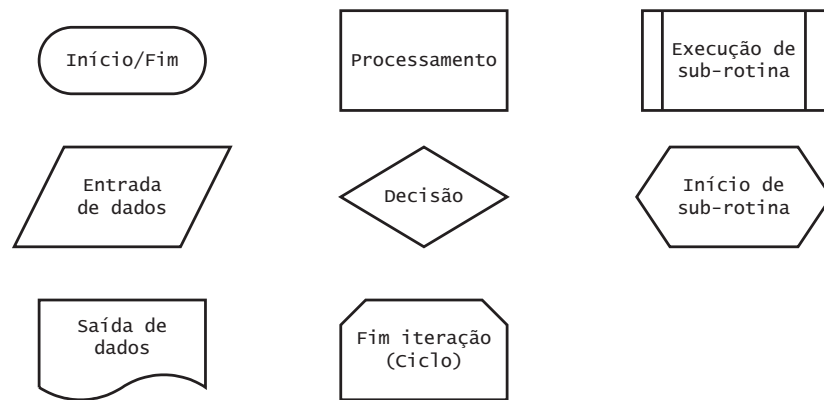 Início/Fim
Processamento
Execução de
sub-rotina
Entrada
de dados
Decisão
Início de
sub-rotina
Saída de
dados
Fim iteração
(Ciclo)